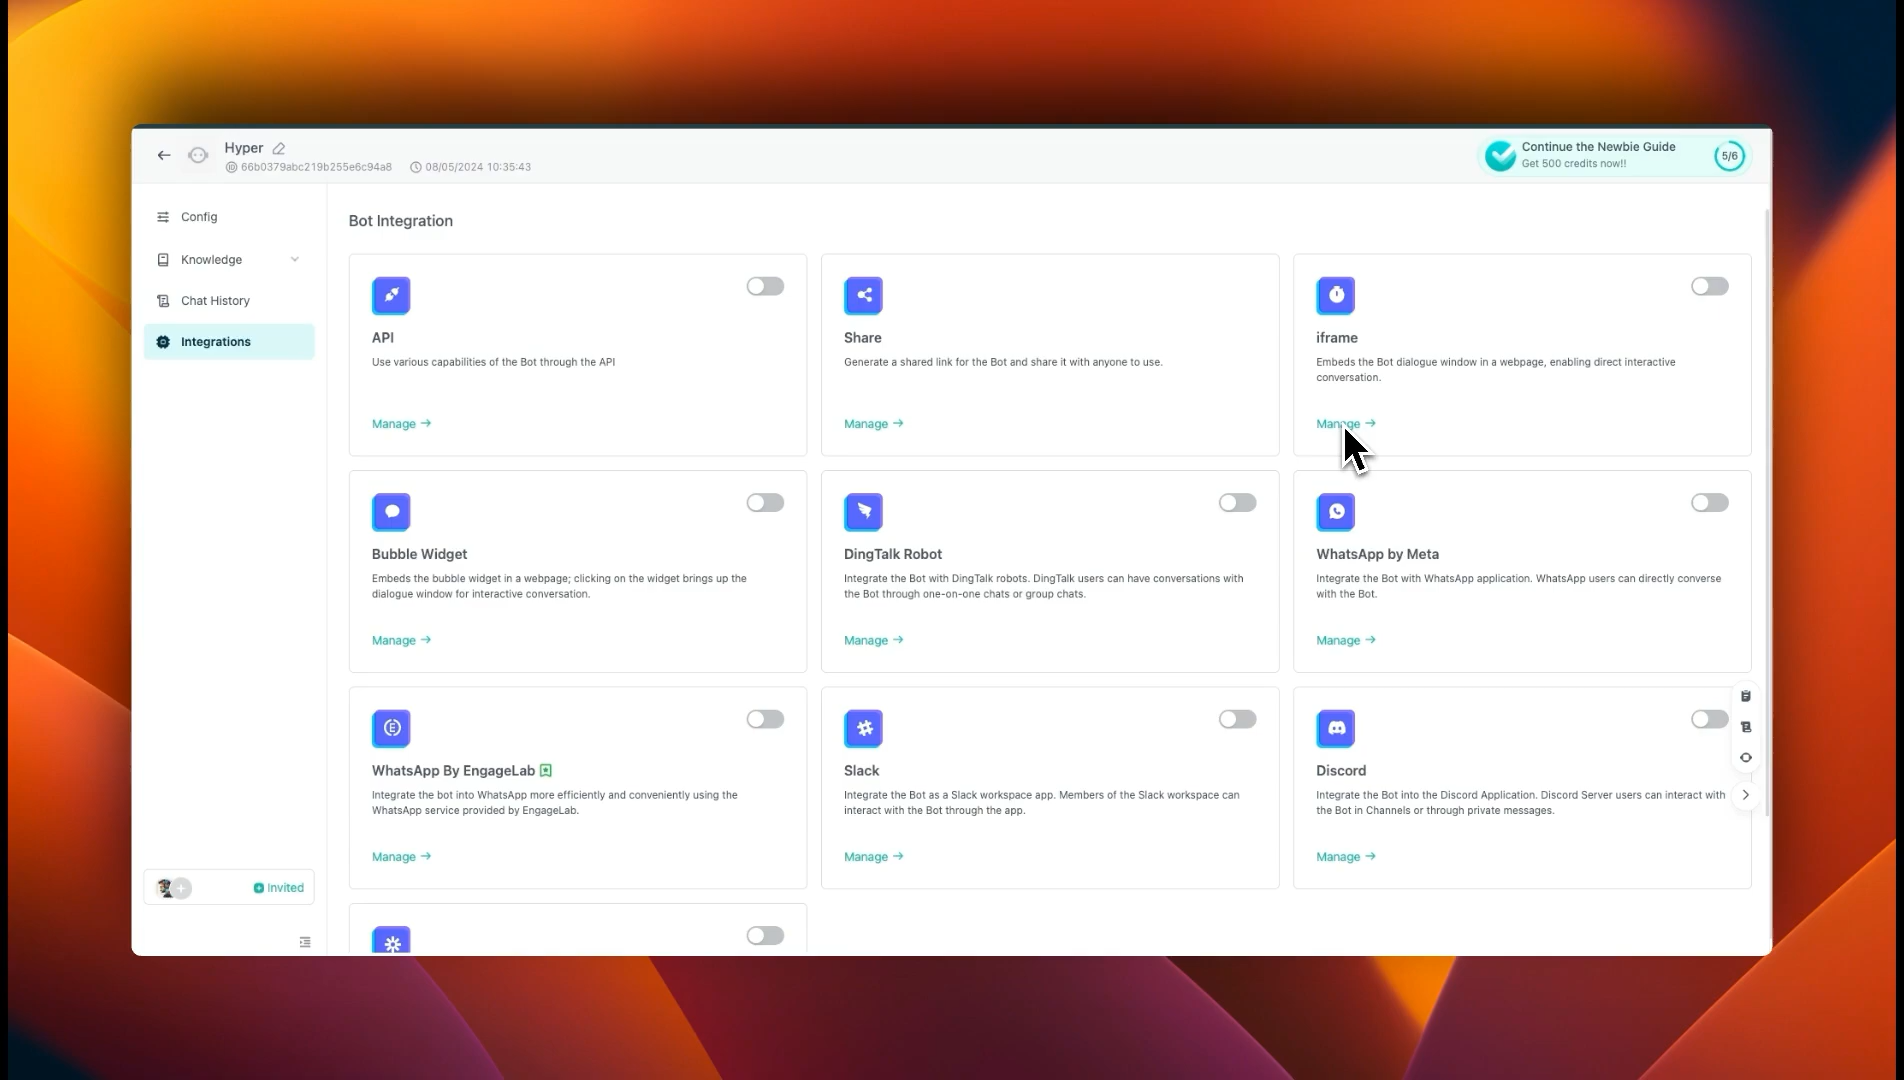 Hyper
66b0379abc219b255e6c94a8 08/05/2024 10:35:43
Continue the Newbie Guide
Get 500 credits now!!
5/6
Config
Knowledge
Chat History
Integrations
Invited
Bot Integration
API
Use various capabilities of the Bot through the API
Manage
Share
Generate a shared link for the Bot and share it with anyone to use.
Manage
iframe
Embeds the Bot dialogue window in a webpage, enabling direct interactive
conversation.
Manage
Bubble Widget
Embeds the bubble widget in a webpage; clicking on the widget brings up the
dialogue window for interactive conversation.
Manage
DingTalk Robot
Integrate the Bot with DingTalk robots. DingTalk users can have conversations with
the Bot through one-on-one chats or group chats.
Manage
WhatsApp by Meta
Integrate the Bot with WhatsApp application. WhatsApp users can directly converse
with the Bot.
Manage
WhatsApp By EngageLab
Integrate the bot into WhatsApp more efficiently and conveniently using the
WhatsApp service provided by EngageLab.
Manage
Slack
Integrate the Bot as a Slack workspace app. Members of the Slack workspace can
interact with the Bot through the app.
Manage
Discord
Integrate the Bot into the Discord Application. Discord Server users can interact with
the Bot in Channels or through private messages.
Manage